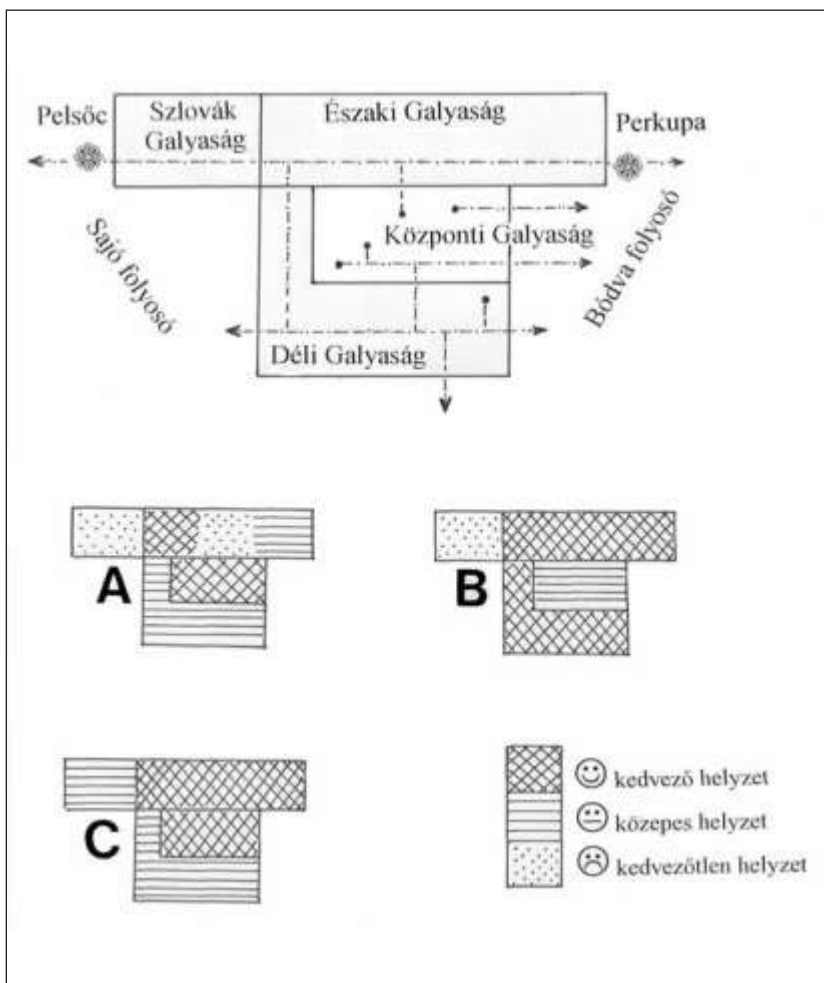 Pelsőc
Szlovák
Galyaság
Északi Galyaság
Perkupa
Sajó folyosó
Központi Galyaság
Bódva folyosó
Déli Galyaság
A
B
C
kedvező helyzet
közepes helyzet
kedvezőtlen helyzet